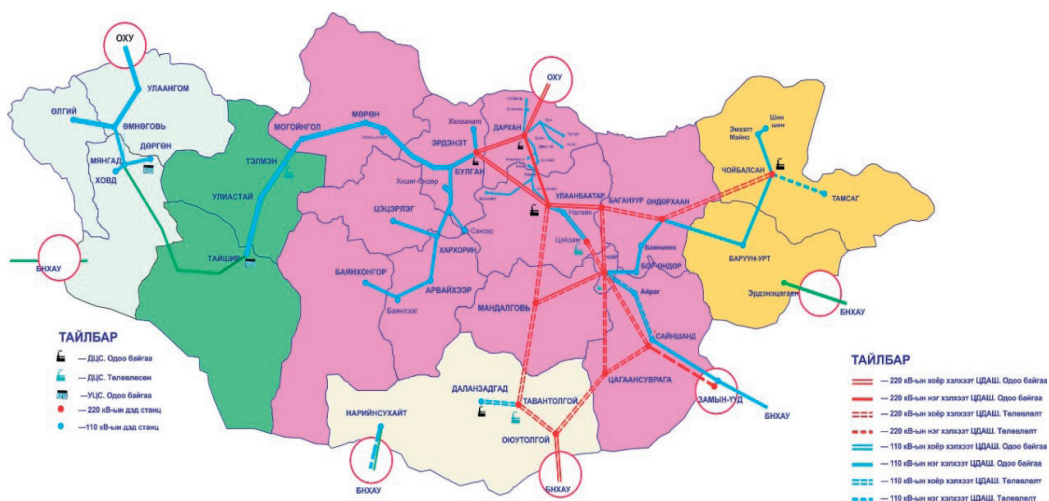 ОХУ
УЛААНГОМ
ӨЛГИЙ
ӨМНӨГОВЬ
ДӨРГӨН
МЯНГАД
ХОВД
БНХАУ
ТЭЛМЭН
УЛИАСТАЙ
ТАЙШИР
МОГОЙНГОЛ
МӨРӨН
ЭРДЭНЭТ
Хялганат
БУЛГАН
Хишиг-Өндөр
ЦЭЦЭРЛЭГ
Сансар
ХАРХОРИН
БАЯНХОНГОР
АРВАЙХЭЭР
Баянтээг
ОХУ
ДАРХАН
УЛААНБААТАР
БАГАНУУР
ӨНДӨРХААН
Налайх
Цайдам
Баянмөнх
БОР-ӨНДӨР
Айраг
МАНДАЛГОВЬ
САЙНШАНД
ЦАГААНСУВРАГА
ЗАМЫН-УУД
БНХАУ
Эмээлт
Майнз
Шин
шин
ЧОЙБАЛСАН
ТАМСАГ
БАРУУН-УРТ
Эрдэнэцагаан
БНХАУ
ДАЛАНЗАДГАД
ТАВАНТОЛГОЙ
НАРИЙНСУХАЙТ
ОЮУТОЛГОЙ
БНХАУ
БНХАУ
ТАЙЛБАР
— ДЦС. Одоо байгаа
— ДЦС. Төлөвлөсөн
—УЦС. Одоо байгаа
— 220 кВ-ын дэд станц
—110 кВ-ын дэд станц
ТАЙЛБАР
— 220 кВ-ын хоёр хэлхээт ЦДАШ. Одоо байгаа
— 220 кВ-ын нэг хэлхээт ЦДАШ. Одоо байгаа
— 220 кВ-ын хоёр хэлхээт ЦДАШ. Төлөвлөлт
— 220 кВ-ын нэг хэлхээт ЦДАШ. Төлөвлөлт
— 110 кВ-ын хоёр хэлхээт ЦДАШ. Одоо байгаа
— 110 кВ-ын нэг хэлхээт ЦДАШ. Одоо байгаа
— 110 кВ-ын хоёр хэлхээт ЦДАШ. Төлөвлөлт
— 110 кВ-ын нэг хэлхээт ЦДАШ. Төлөвлөлт